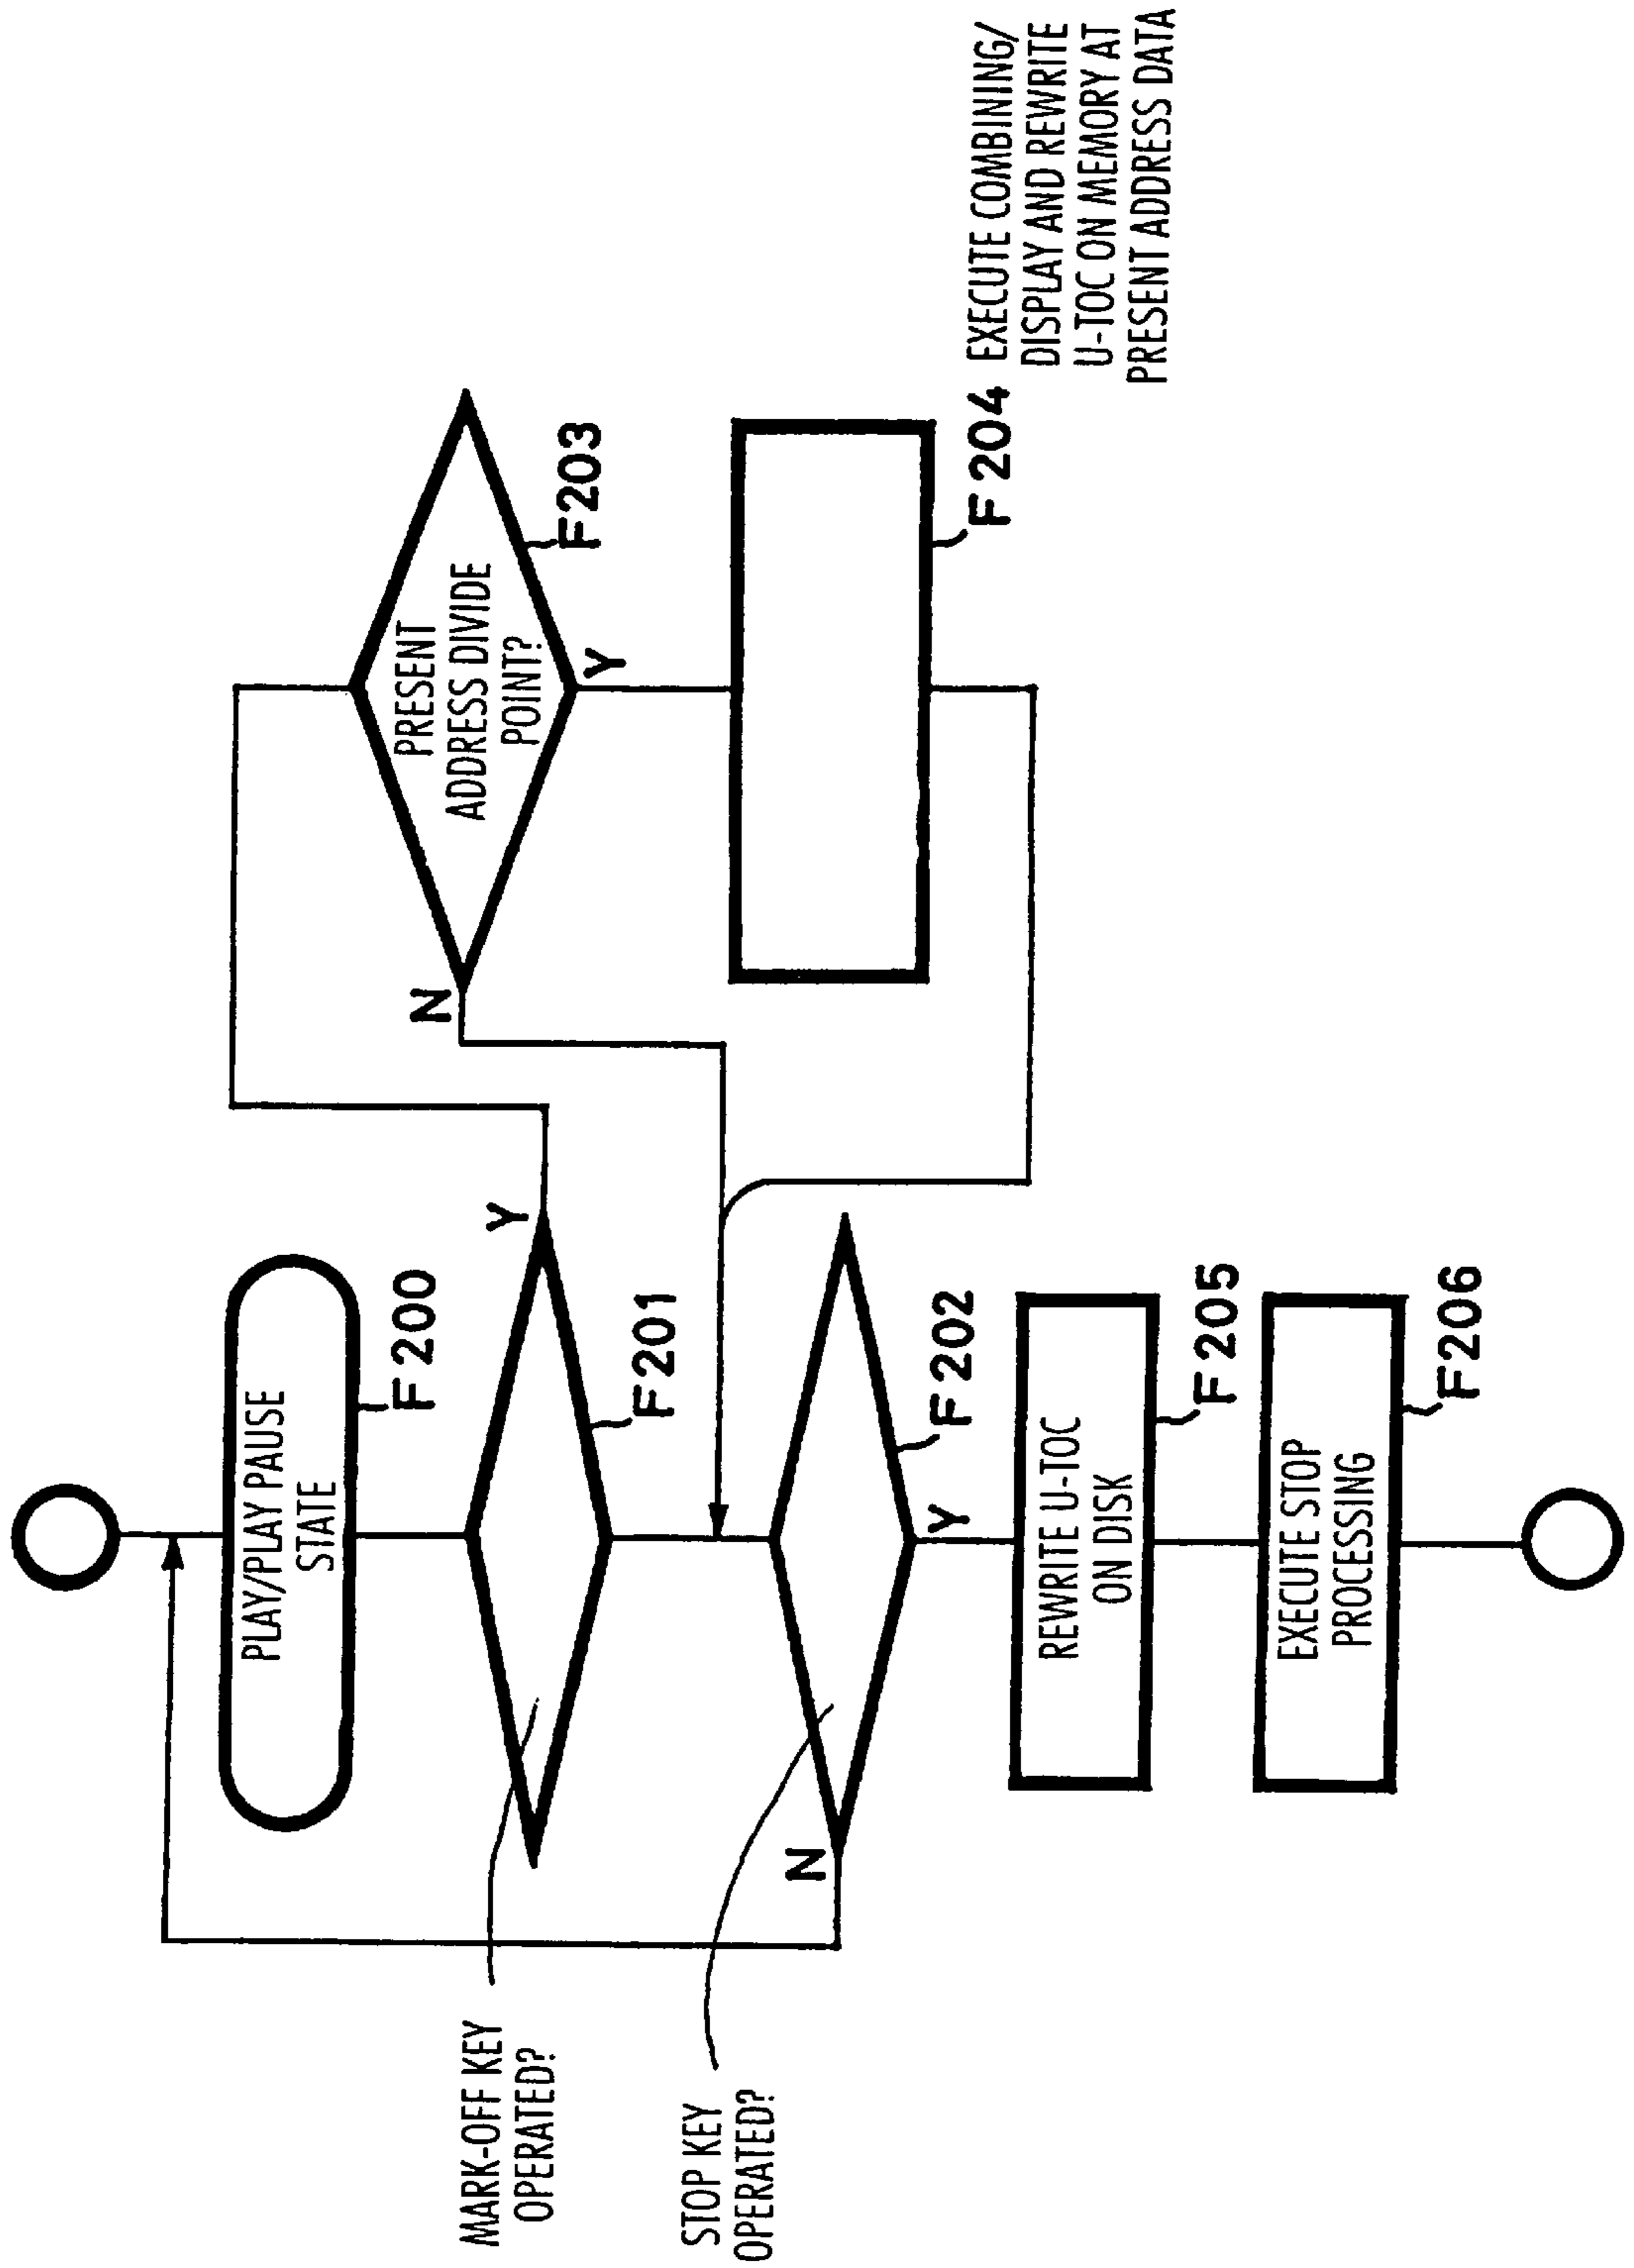 PLAY/PLAY PAUSE
STATE
F200
MARK-OFF KEY
OPERATED?
Y
F201
PRESENT
ADDRESS DIVIDE
POINT?
F203
N
Y
F204
EXECUTE COMBINING/
DISPLAY AND REWRITE
U-TOC ON MEMORY AT
PRESENT ADDRESS DATA
STOP KEY
OPERATED?
N
F202
Y
REWRITE U-TOC
ON DISK
F205
EXECUTE STOP
PROCESSING
F206